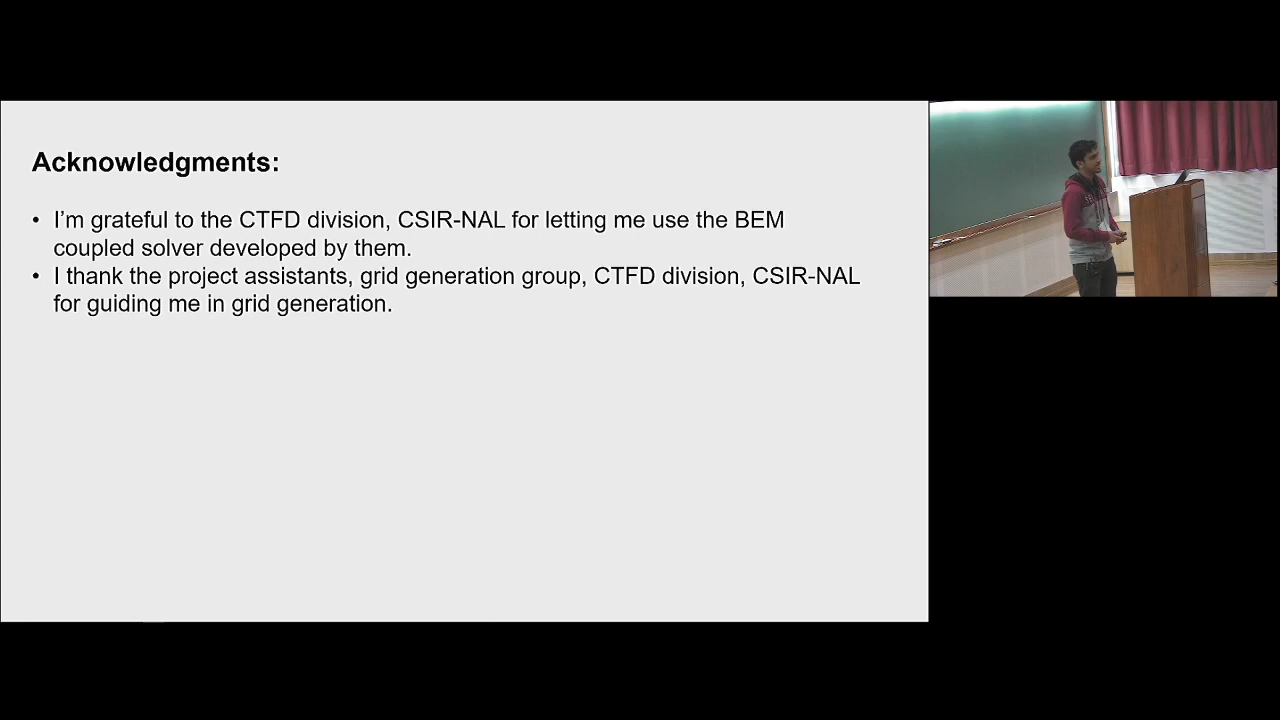 Acknowledgments:
• I'm grateful to the CTFD division, CSIR-NAL for letting me use the BEM
coupled solver developed by them.
• I thank the project assistants, grid generation group, CTFD division, CSIR-NAL
for guiding me in grid generation.